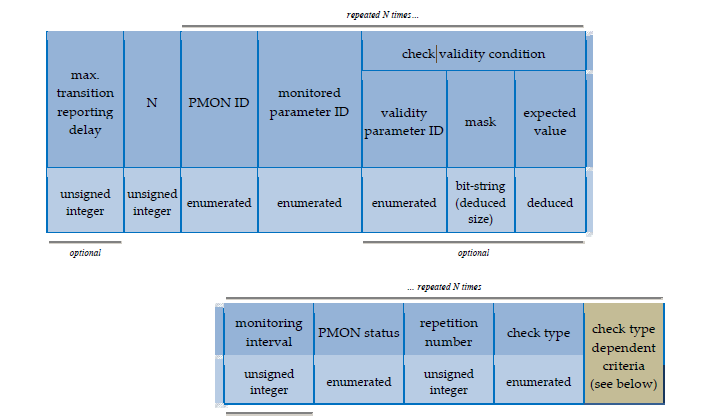 repeated N times…
check validity condition
max.
transition
reporting
delay
N
PMON ID
monitored
parameter ID
validity
parameter ID
mask
expected
value
unsigned
integer
unsigned
integer
enumerated
enumerated
enumerated
bit-string
(deduced
size)
deduced
optional
optional
… repeated N times
monitoring
interval
PMON status
repetition
number
check type
check type
dependent
criteria
(see below)
unsigned
integer
enumerated
unsigned
integer
enumerated